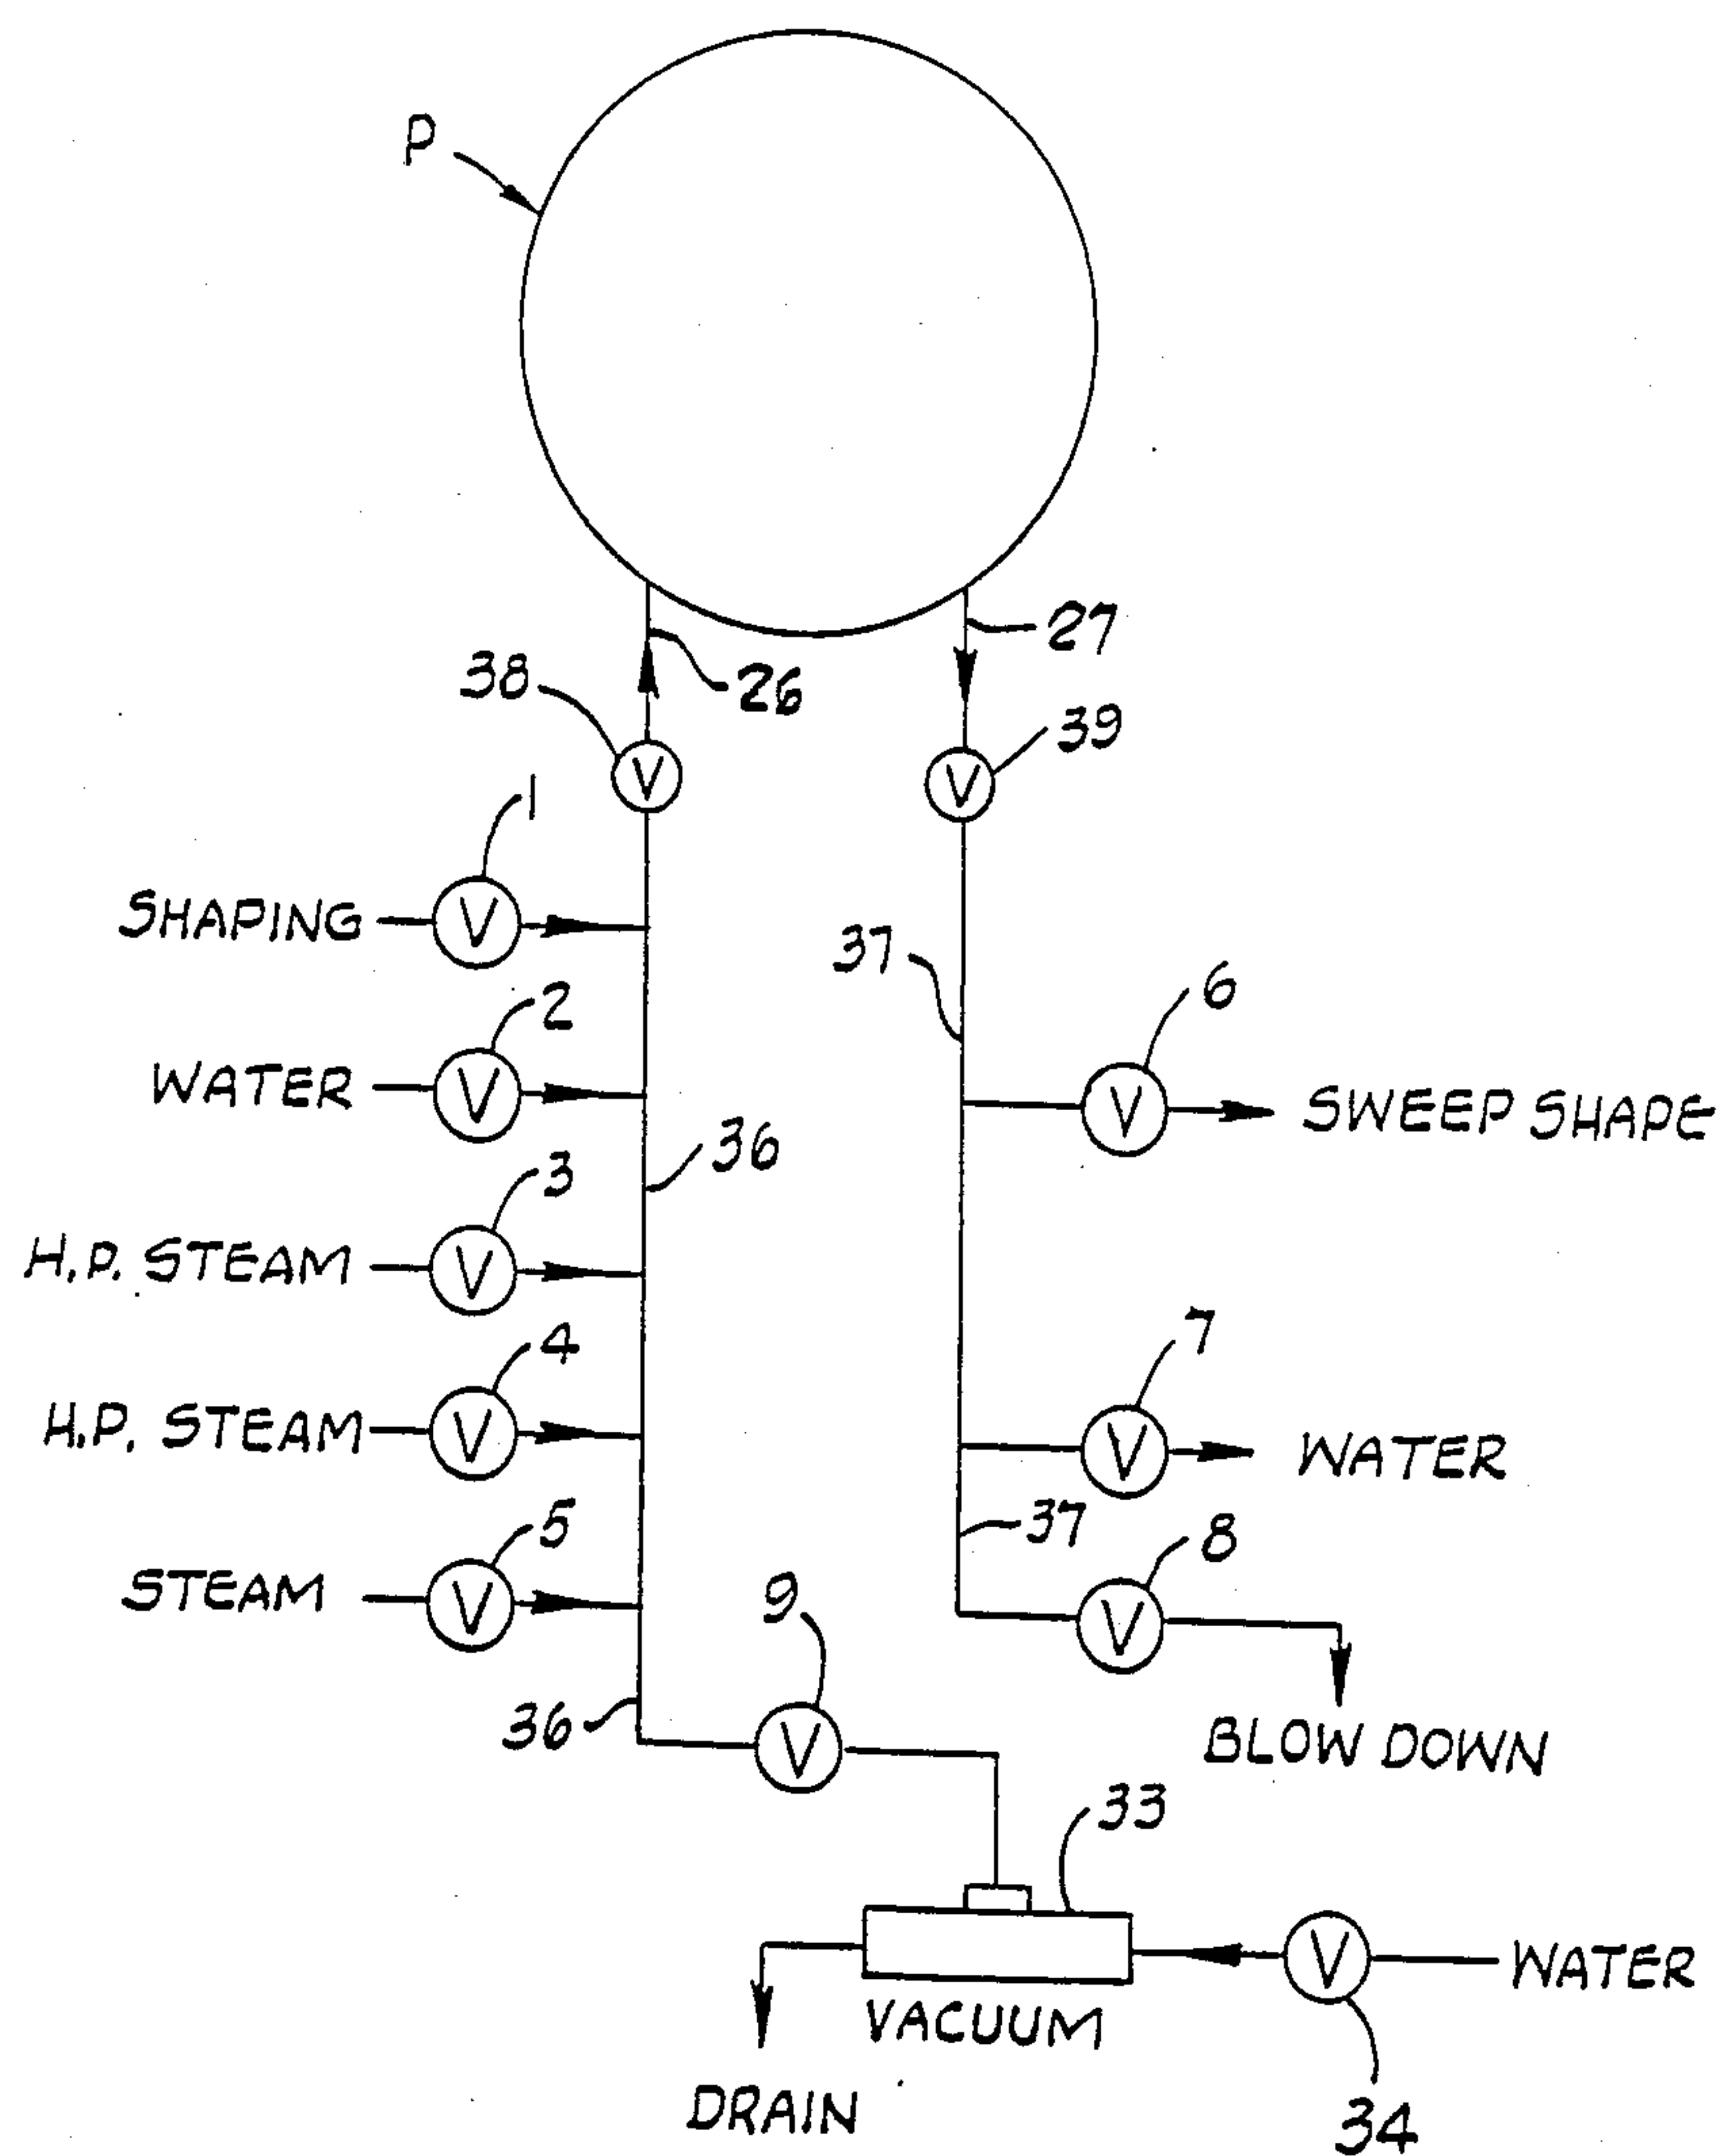 P
27
26
38
39
V
V
1
SHAPING
V
37
6
2
WATER
V
V
SWEEP SHAPE
36
3
H.P. STEAM
V
7
4
H.P. STEAM
V
V
WATER
37
5
8
STEAM
V
V
9
36
V
BLOW DOWN
33
V
WATER
VACUUM
DRAIN
34